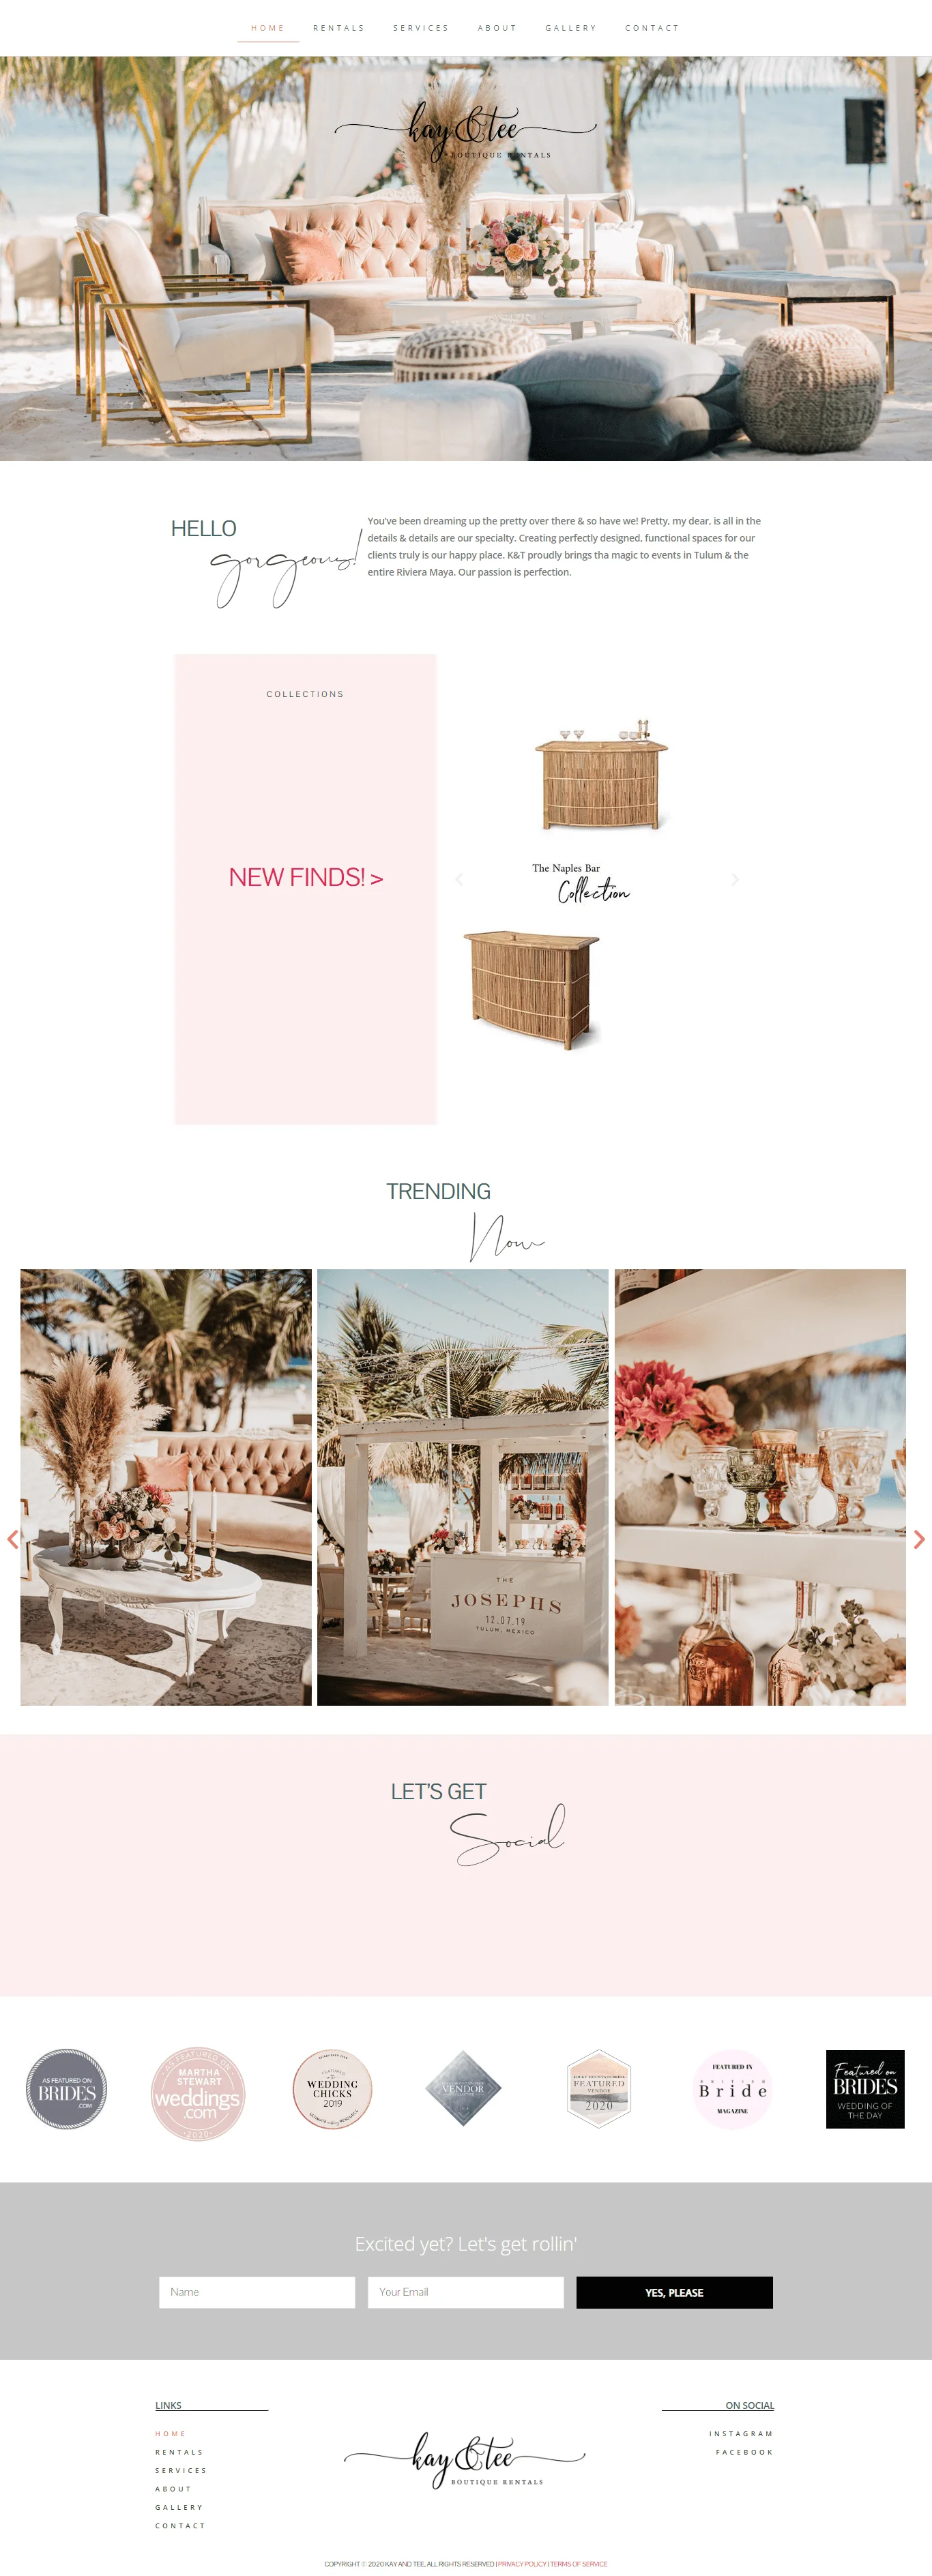 HOME RENTALS SERVICES ABOUT GALLERY CONTACT
kay & tee
BOUTIQUE RENTALS
HELLO
gorgeous!
You've been dreaming up the pretty over there & so have we! Pretty, my dear, is all in the
details & details are our specialty. Creating perfectly designed, functional spaces for our
clients truly is our happy place. K&T proudly brings tha magic to events in Tulum & the
entire Riviera Maya. Our passion is perfection.
COLLECTIONS
NEW FINDS! >
The Naples Bar
Collection
TRENDING
Now
THE
JOSEPHS
12.07.19
TULUM, MEXICO
LET'S GET
Social
AS FEATURED ON
BRIDES
.COM
AS FEATURED ON
MARTHA
STEWART
weddings
.com
2020
FEATURED
WEDDING
CHICKS
2019
VENDOR
ROCKY MOUNTAIN BRIDE
FEATURED
VENDOR
2020
FEATURED IN
Bride
MAGAZINE
Featured on
BRIDES
WEDDING OF
THE DAY
Excited yet? Let's get rollin'
Name
Your Email
YES, PLEASE
LINKS
HOME
RENTALS
SERVICES
ABOUT
GALLERY
CONTACT
kay & tee
BOUTIQUE RENTALS
ON SOCIAL
INSTAGRAM
FACEBOOK
COPYRIGHT © 2020 KAY AND TEE, ALL RIGHTS RESERVED | PRIVACY POLICY | TERMS OF SERVICE